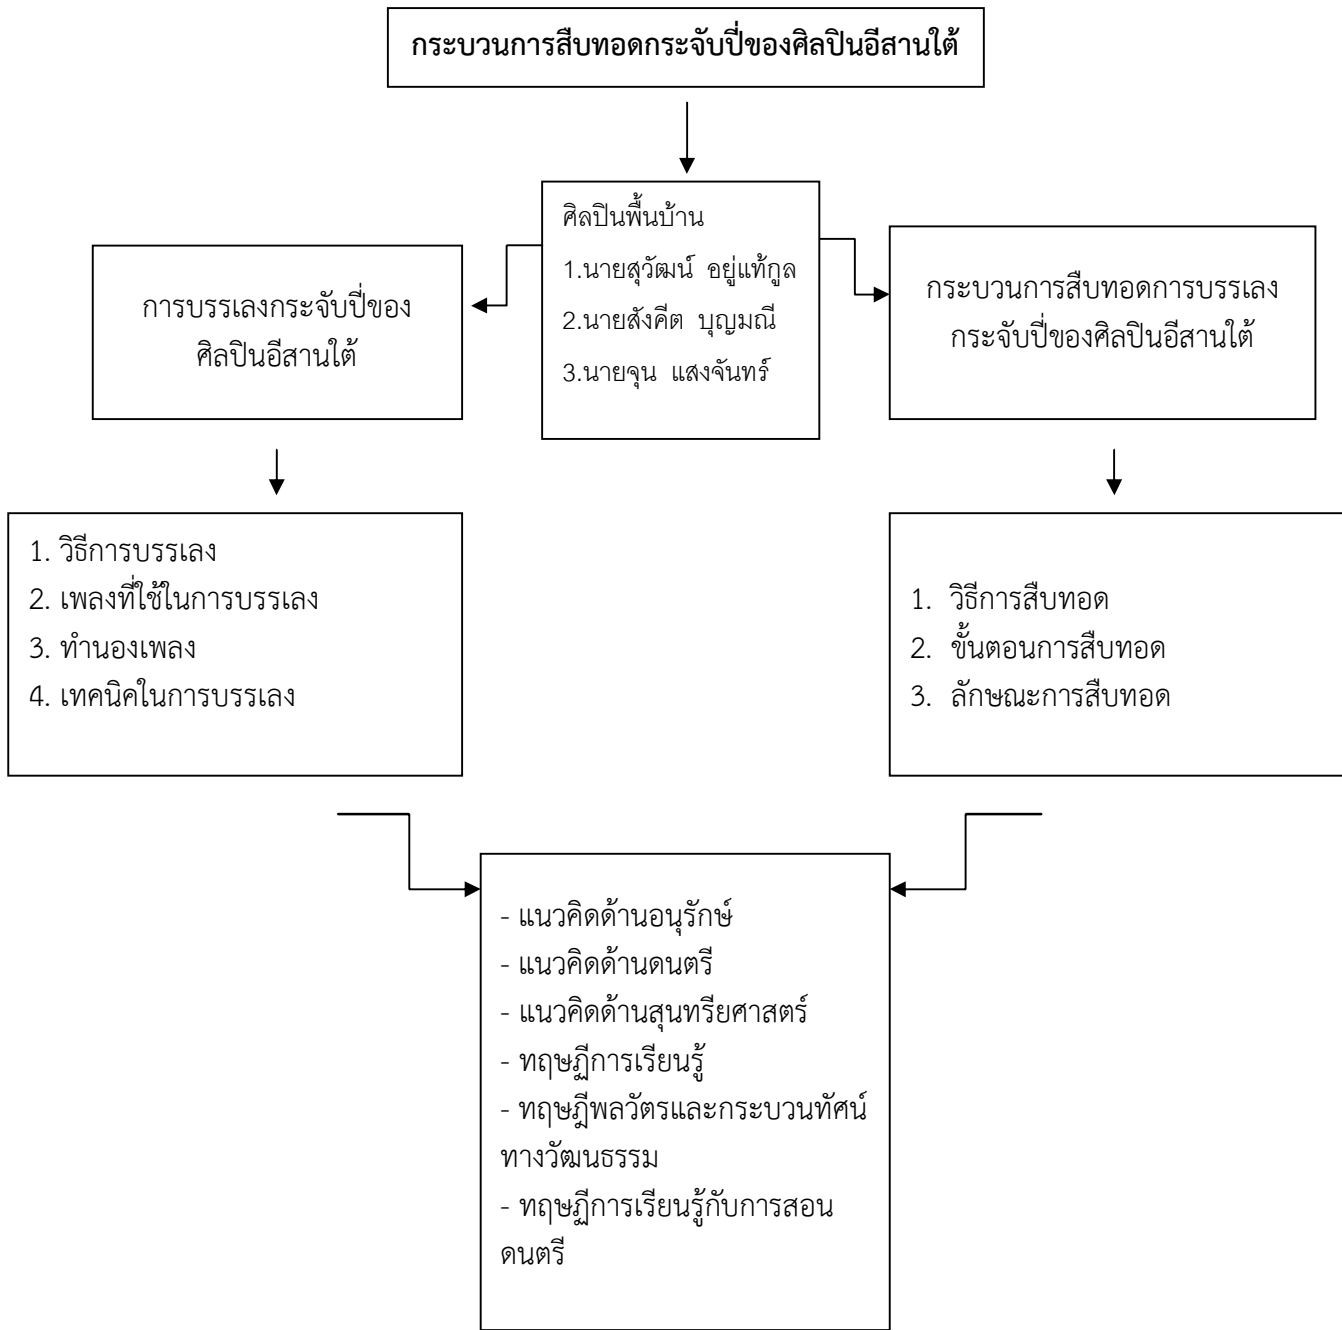 กระบวนการสืบทอดกระจับปี่ของศิลปินอีสานใต้
ศิลปินพื้นบ้าน
1.นายสุวัฒน์ อยู่แท้กูล
2.นายสังคีต บุญมณี
3.นายจุน แสงจันทร์
การบรรเลงกระจับปี่ของ
ศิลปินอีสานใต้
กระบวนการสืบทอดการบรรเลง
กระจับปี่ของศิลปินอีสานใต้
1. วิธีการบรรเลง
2. เพลงที่ใช้ในการบรรเลง
3. ทำนองเพลง
4. เทคนิคในการบรรเลง
1. วิธีการสืบทอด
2. ขั้นตอนการสืบทอด
3. ลักษณะการสืบทอด
- แนวคิดด้านอนุรักษ์
- แนวคิดด้านดนตรี
- แนวคิดด้านสุนทรียศาสตร์
- ทฤษฏีการเรียนรู้
- ทฤษฎีพลวัตรและกระบวนทัศน์
ทางวัฒนธรรม
- ทฤษฏีการเรียนรู้กับการสอน
ดนตรี